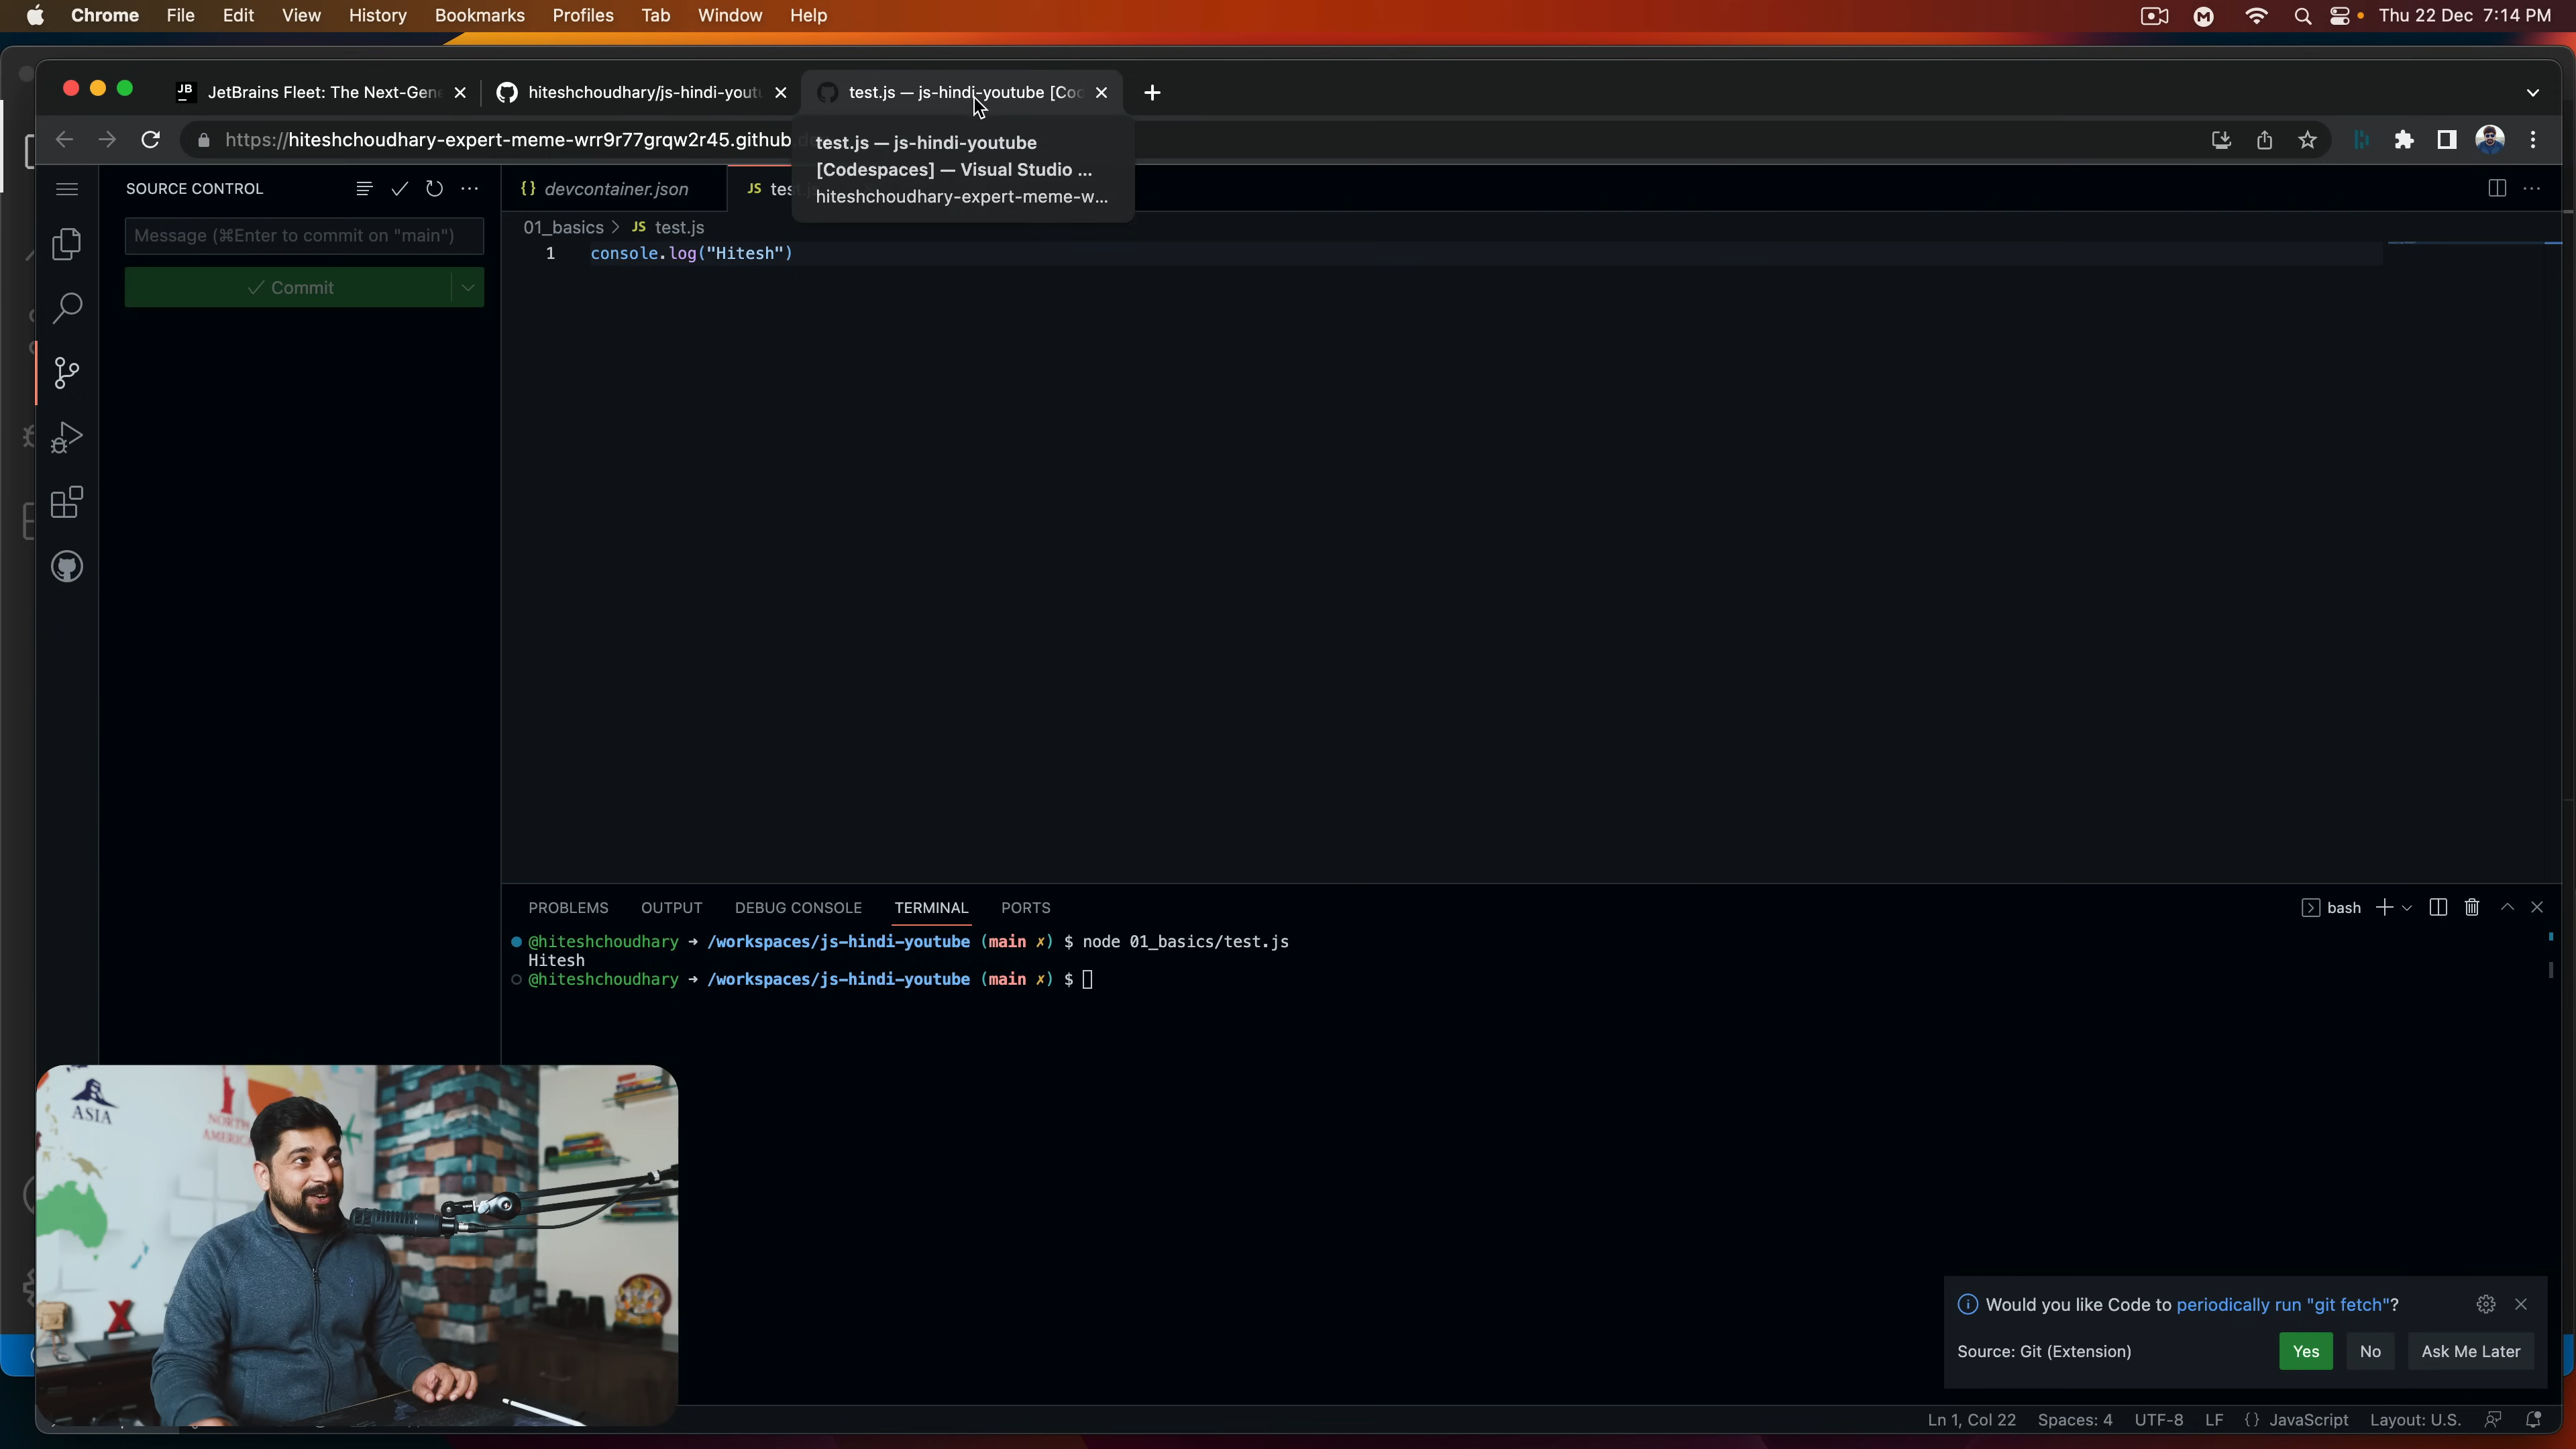 Chrome File Edit View History Bookmarks Profiles Tab Window Help
Thu 22 Dec 7:14 PM
JB JetBrains Fleet: The Next-Gene
hiteshchoudhary/js-hindi-yout
test.js — js-hindi-youtube [Cod
https://hiteshchoudhary-expert-meme-wrr9r77grqw2r45.github
test.js — js-hindi-youtube
[Codespaces] — Visual Studio ...
hiteshchoudhary-expert-meme-w...
SOURCE CONTROL
{} devcontainer.json
JS
Message (⌘Enter to commit on "main")
01_basics > JS test.js
1 console.log("Hitesh")
Commit
PROBLEMS OUTPUT DEBUG CONSOLE TERMINAL PORTS
bash
@hiteshchoudhary → /workspaces/js-hindi-youtube (main ✗) $ node 01_basics/test.js
Hitesh
@hiteshchoudhary → /workspaces/js-hindi-youtube (main ✗) $
ASIA
NORTH
AMERICA
Would you like Code to periodically run "git fetch"?
Source: Git (Extension)
Yes No Ask Me Later
Ln 1, Col 22 Spaces: 4 UTF-8 LF {} JavaScript Layout: U.S.